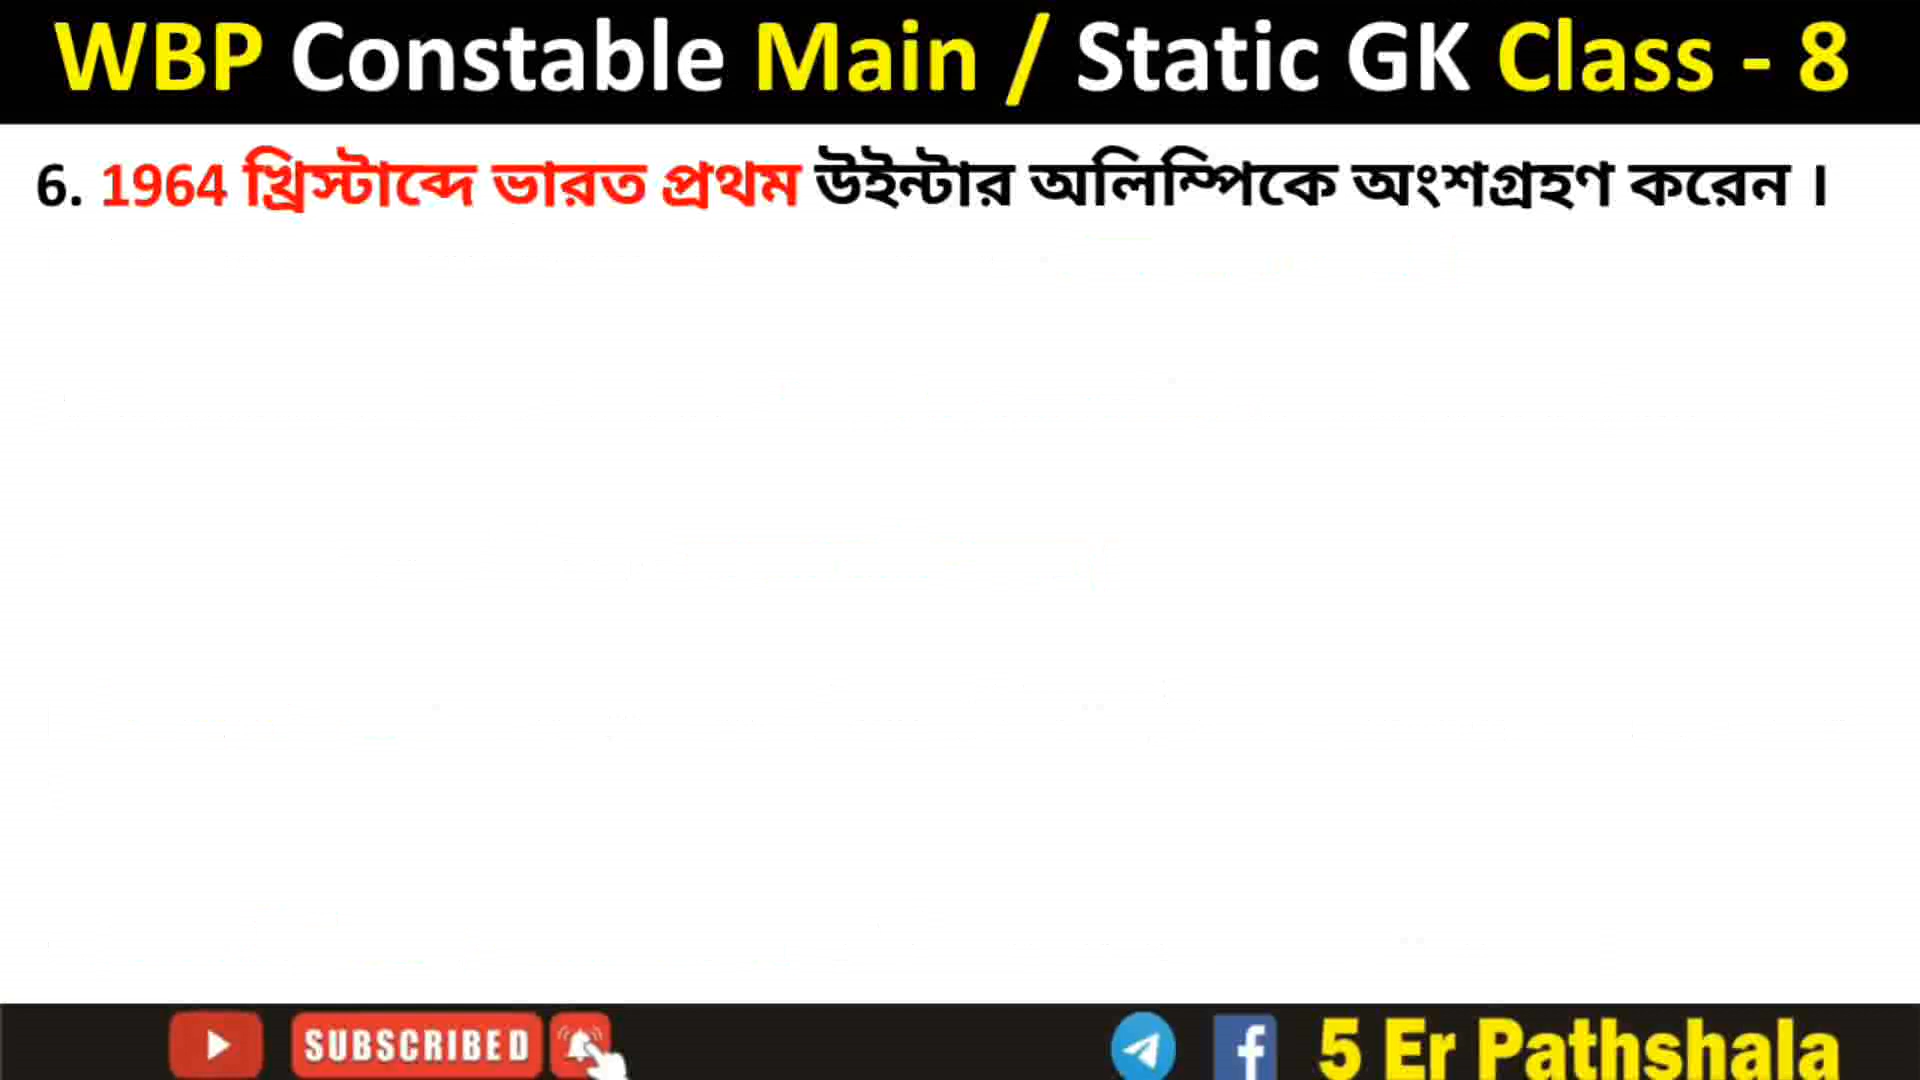 WBP Constable Main / Static GK Class - 8
6. 1964 খ্রিস্টাব্দে ভারত প্রথম উইন্টার অলিম্পিকে অংশগ্রহণ করেন ।
SUBSCRIBED
5 Er Pathshala